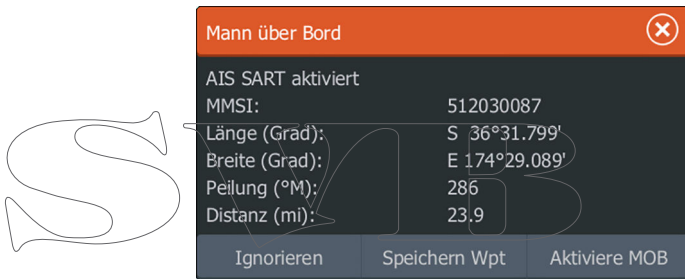 Mann über Bord
AIS SART aktiviert
MMSI: 512030087
Länge (Grad): S 36°31.799'
Breite (Grad): E 174°29.089'
Peilung (°M): 286
Distanz (mi): 23.9
Ignorieren Speichern Wpt Aktiviere MOB
SVB